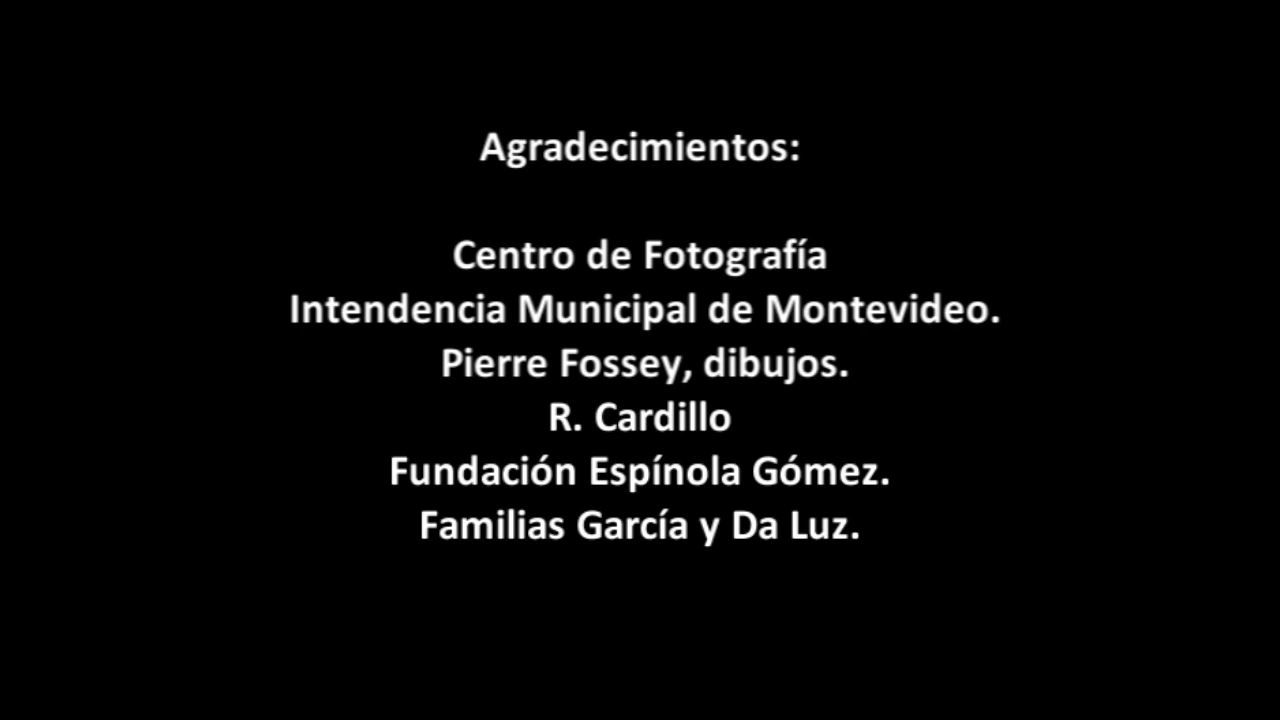 Agradecimientos:
Centro de Fotografía
Intendencia Municipal de Montevideo.
Pierre Fossey, dibujos.
R. Cardillo
Fundación Espínola Gómez.
Familias García y Da Luz.